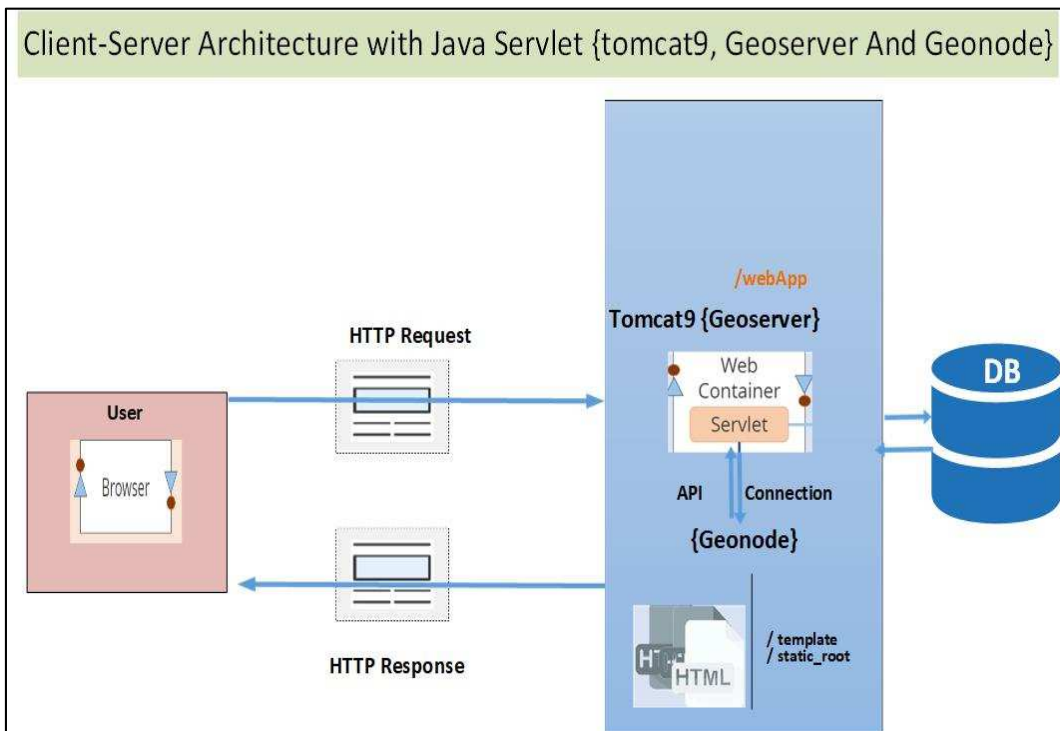 Client-Server Architecture with Java Servlet {tomcat9, Geoserver And Geonode}
/webApp
Tomcat9 {Geoserver}
HTTP Request
Web
Container
Servlet
DB
User
Browser
API Connection
{Geonode}
HTTP Response
/ template
/ static_root
HTML